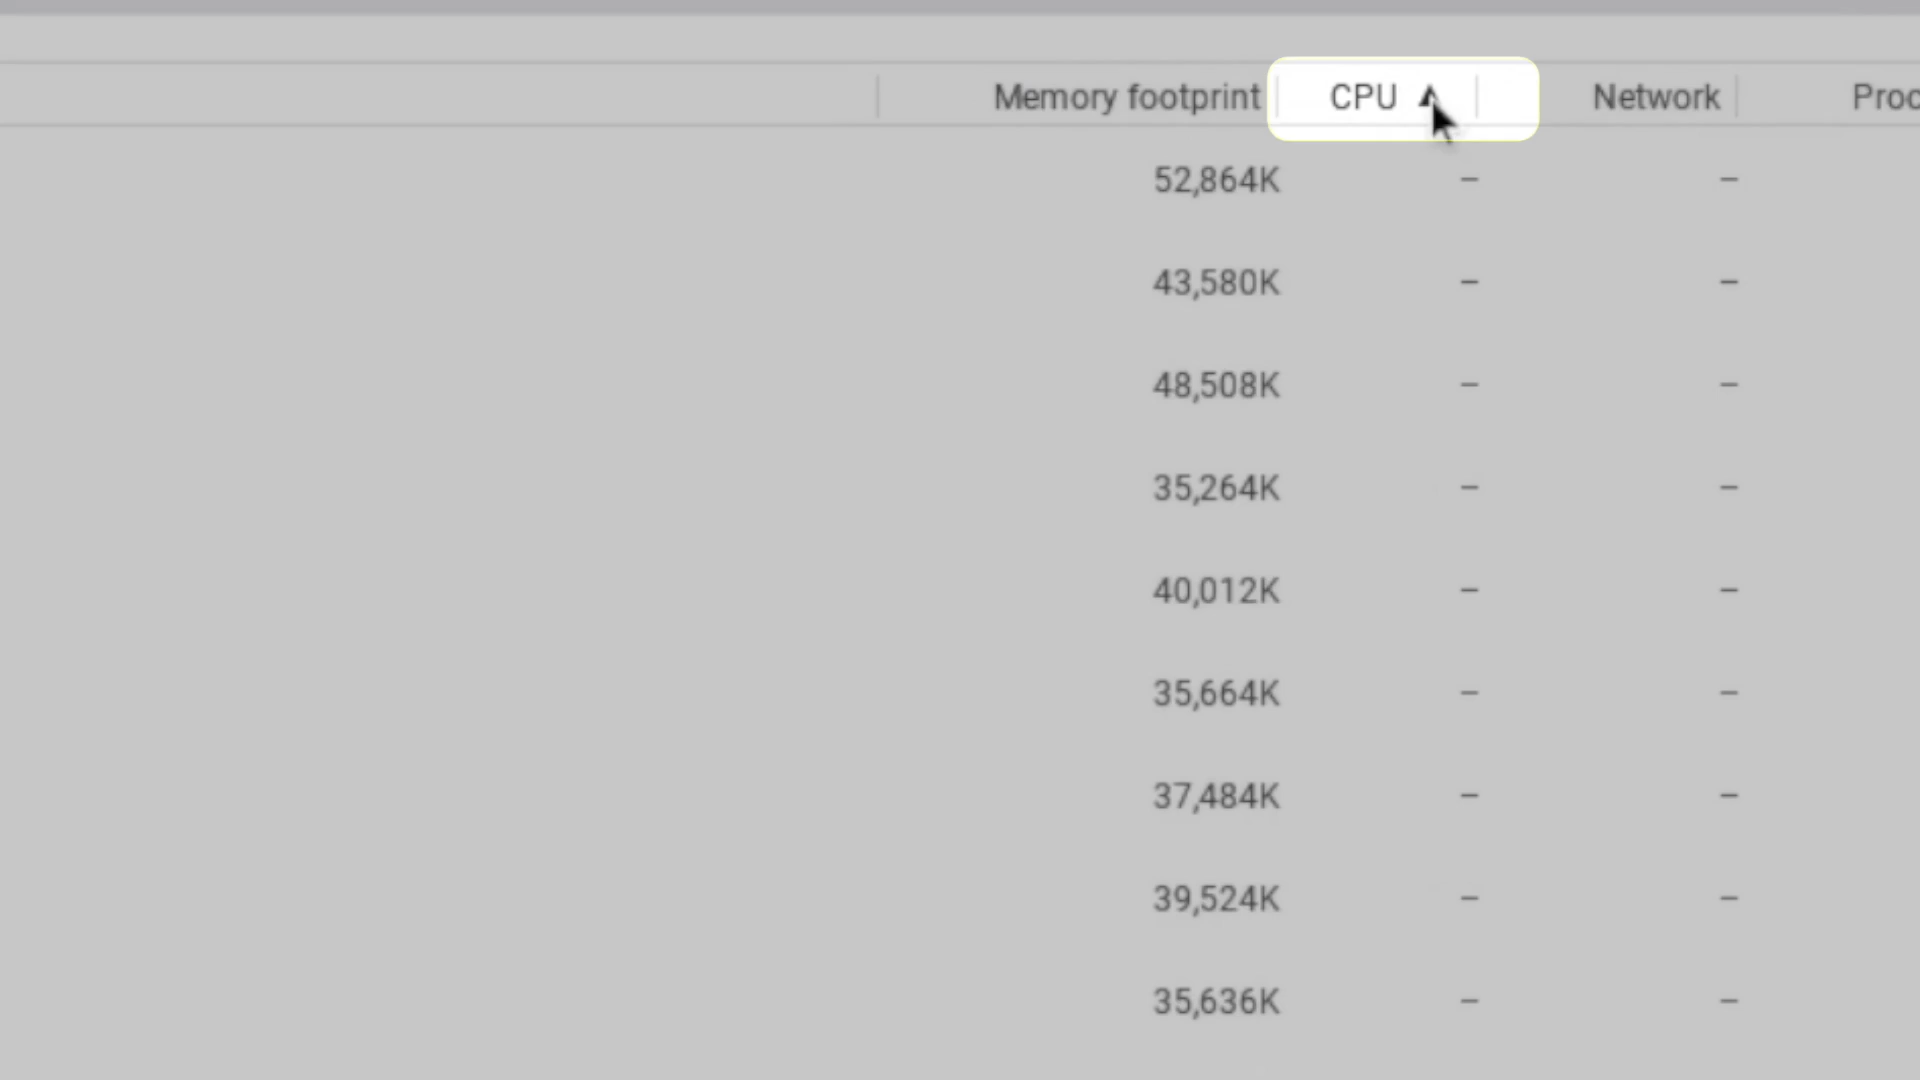 Memory footprint CPU ▲ Network Proc
52,864K – –
43,580K – –
48,508K – –
35,264K – –
40,012K – –
35,664K – –
37,484K – –
39,524K – –
35,636K – –